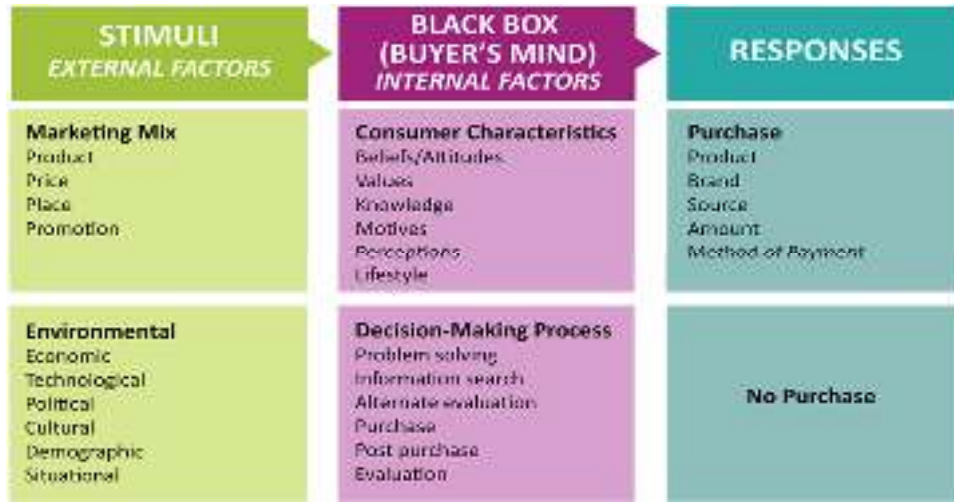 STIMULI
EXTERNAL FACTORS
BLACK BOX
(BUYER'S MIND)
INTERNAL FACTORS
RESPONSES
Marketing Mix
Product
Price
Place
Promotion
Consumer Characteristics
Beliefs/Attitudes
Values
Knowledge
Motives
Perceptions
Lifestyle
Purchase
Product
Brand
Source
Amount
Method of Payment
Environmental
Economic
Technological
Political
Cultural
Demographic
Situational
Decision-Making Process
Problem solving
Information search
Alternate evaluation
Purchase
Post purchase
Evaluation
No Purchase